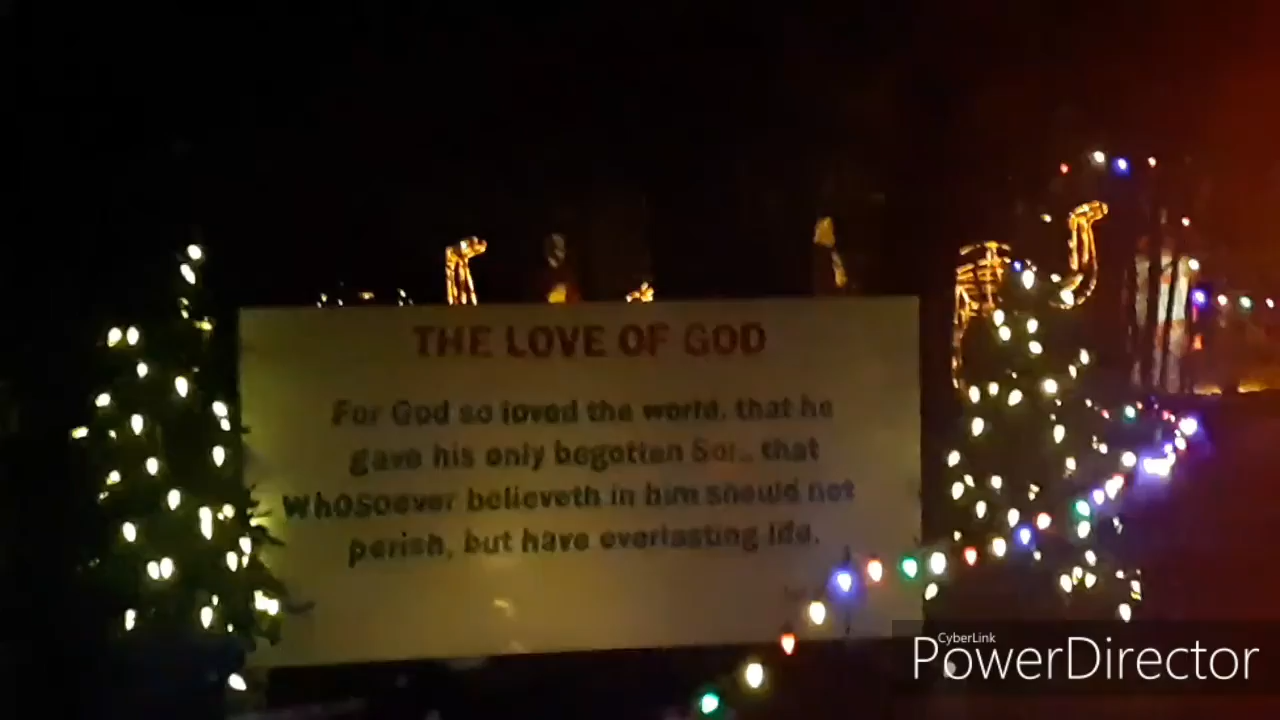 THE LOVE OF GOD
For God so loved the world, that he
gave his only begotten Son, that
Whosoever believeth in him should not
perish, but have everlasting life.
CyberLink
PowerDirector